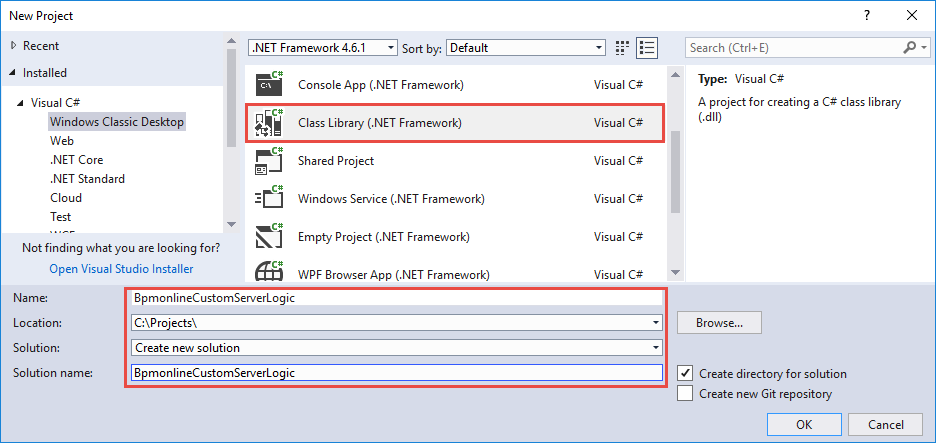 New Project
? 
Recent
Installed
Visual C#
Windows Classic Desktop
Web
.NET Core
.NET Standard
Cloud
Test
WCF
Not finding what you are looking for?
Open Visual Studio Installer
.NET Framework 4.6.1 Sort by: Default
Search (Ctrl+E)
C# Console App (.NET Framework) Visual C#
C# Class Library (.NET Framework) Visual C#
C# Shared Project Visual C#
C# Windows Service (.NET Framework) Visual C#
C# Empty Project (.NET Framework) Visual C#
C# WPF Browser App (.NET Framework) Visual C#
Type: Visual C#
A project for creating a C# class library
(.dll)
Name: BpmonlineCustomServerLogic
Location: C:\Projects\
Browse...
Solution: Create new solution
Solution name: BpmonlineCustomServerLogic
Create directory for solution
Create new Git repository
OK Cancel